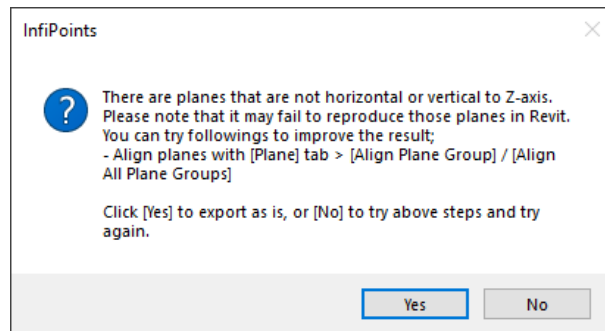 InfiPoints
There are planes that are not horizontal or vertical to Z-axis.
Please note that it may fail to reproduce those planes in Revit.
You can try followings to improve the result;
- Align planes with [Plane] tab > [Align Plane Group] / [Align
All Plane Groups]
Click [Yes] to export as is, or [No] to try above steps and try
again.
Yes
No